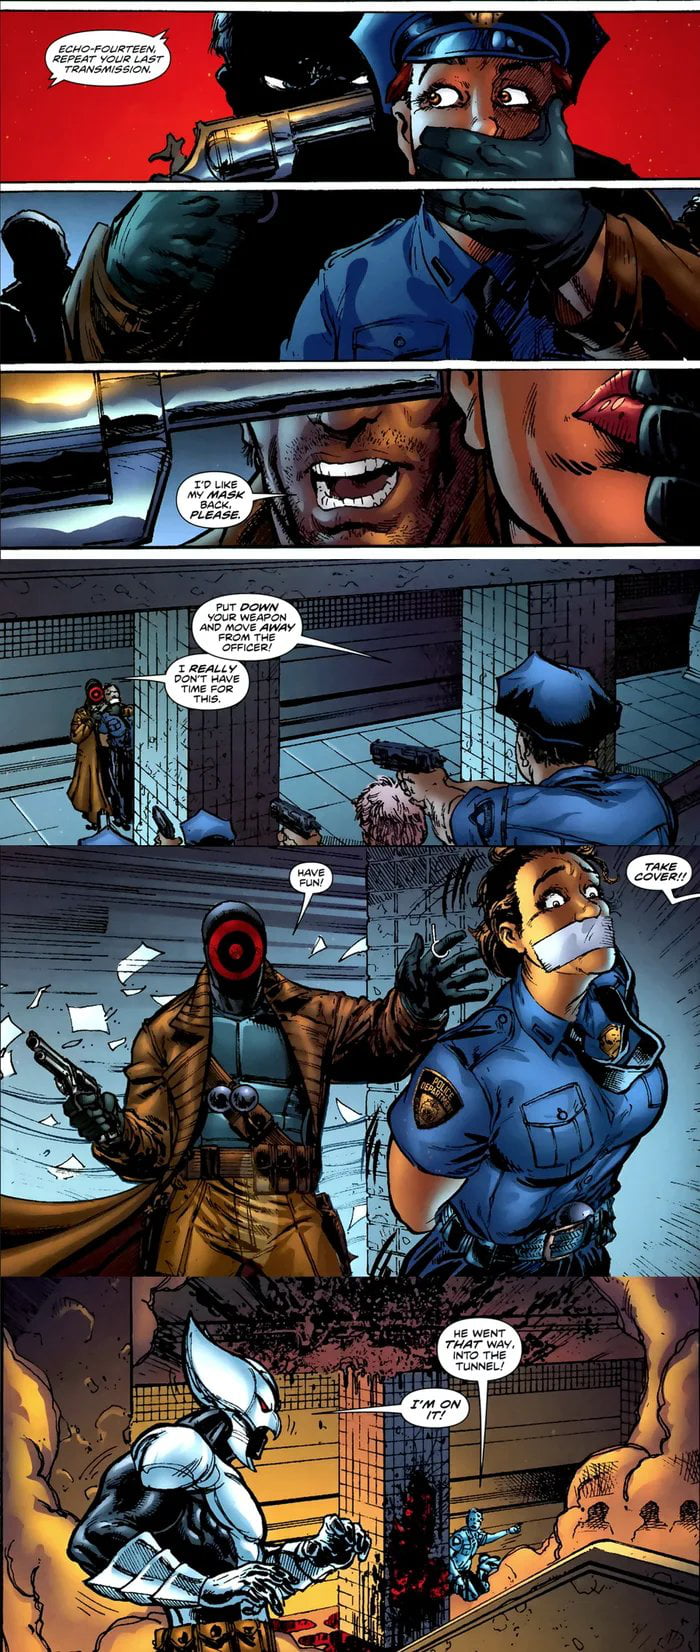 ECHO-FOURTEEN,
REPEAT YOUR LAST
TRANSMISSION.
I'D LIKE
MY MASK
BACK,
PLEASE.
PUT DOWN
YOUR WEAPON
AND MOVE AWAY
FROM THE
OFFICER!
I REALLY
DON'T HAVE
TIME FOR
THIS.
HAVE
FUN!
TAKE
COVER!!
POLICE
DEPARTMENT
HE WENT
THAT WAY,
INTO THE
TUNNEL!
I'M ON
IT!